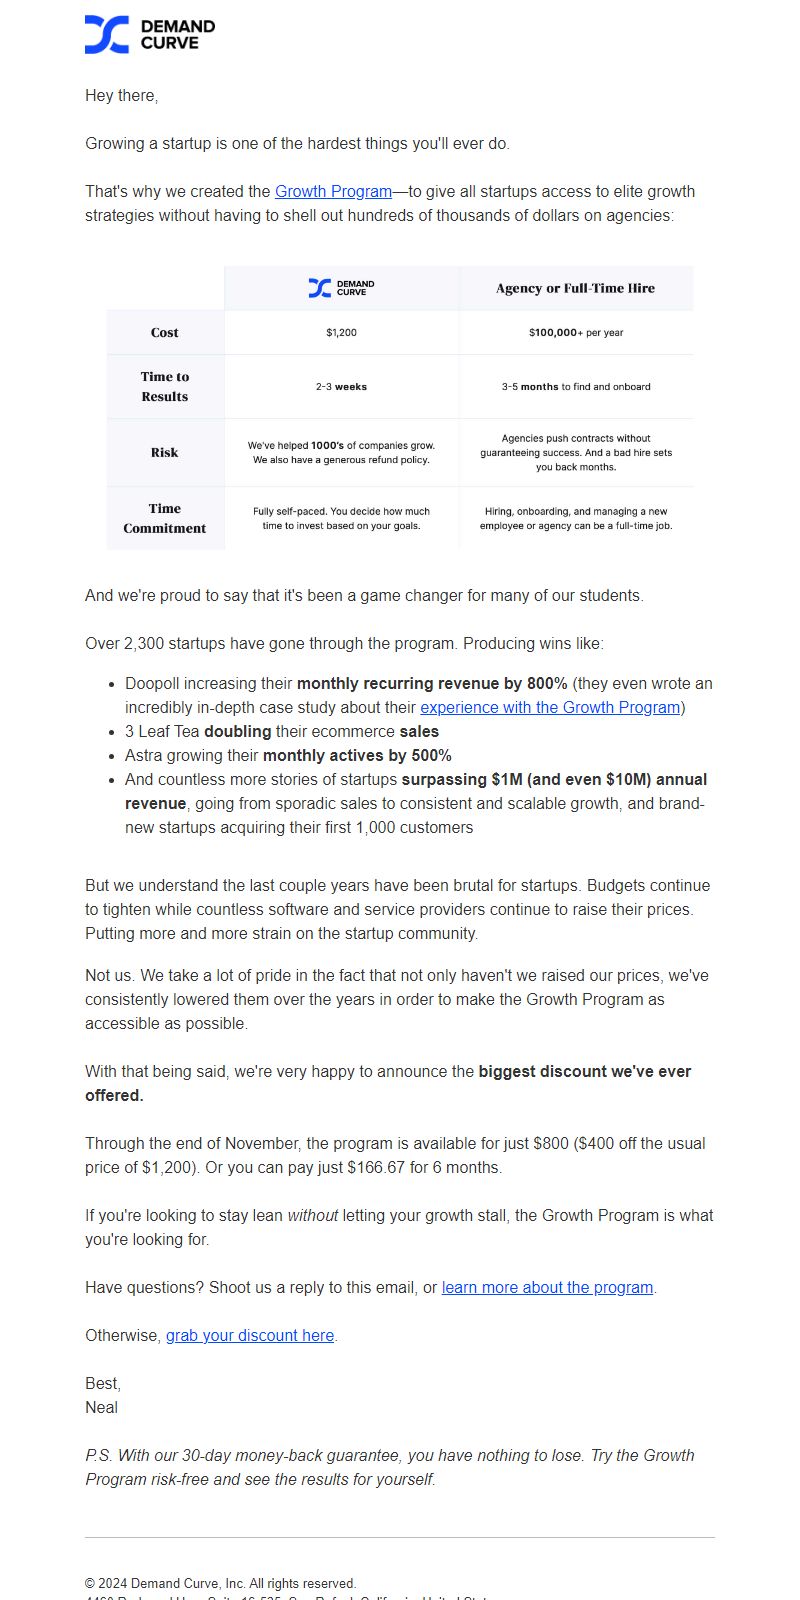 DEMAND
CURVE
Hey there,
Growing a startup is one of the hardest things you'll ever do.
That's why we created the Growth Program—to give all startups access to elite growth
strategies without having to shell out hundreds of thousands of dollars on agencies:
DEMAND
CURVE
Agency or Full-Time Hire
Cost
$1,200
$100,000+ per year
Time to
Results
2-3 weeks
3-5 months to find and onboard
Risk
We've helped 1000's of companies grow.
We also have a generous refund policy.
Agencies push contracts without
guaranteeing success. And a bad hire sets
you back months.
Time
Commitment
Fully self-paced. You decide how much
time to invest based on your goals.
Hiring, onboarding, and managing a new
employee or agency can be a full-time job.
And we're proud to say that it's been a game changer for many of our students.
Over 2,300 startups have gone through the program. Producing wins like:
• Doopoll increasing their monthly recurring revenue by 800% (they even wrote an
incredibly in-depth case study about their experience with the Growth Program)
• 3 Leaf Tea doubling their ecommerce sales
• Astra growing their monthly actives by 500%
• And countless more stories of startups surpassing $1M (and even $10M) annual
revenue, going from sporadic sales to consistent and scalable growth, and brand-
new startups acquiring their first 1,000 customers
But we understand the last couple years have been brutal for startups. Budgets continue
to tighten while countless software and service providers continue to raise their prices.
Putting more and more strain on the startup community.
Not us. We take a lot of pride in the fact that not only haven't we raised our prices, we've
consistently lowered them over the years in order to make the Growth Program as
accessible as possible.
With that being said, we're very happy to announce the biggest discount we've ever
offered.
Through the end of November, the program is available for just $800 ($400 off the usual
price of $1,200). Or you can pay just $166.67 for 6 months.
If you're looking to stay lean without letting your growth stall, the Growth Program is what
you're looking for.
Have questions? Shoot us a reply to this email, or learn more about the program.
Otherwise, grab your discount here.
Best,
Neal
P.S. With our 30-day money-back guarantee, you have nothing to lose. Try the Growth
Program risk-free and see the results for yourself.
© 2024 Demand Curve, Inc. All rights reserved.